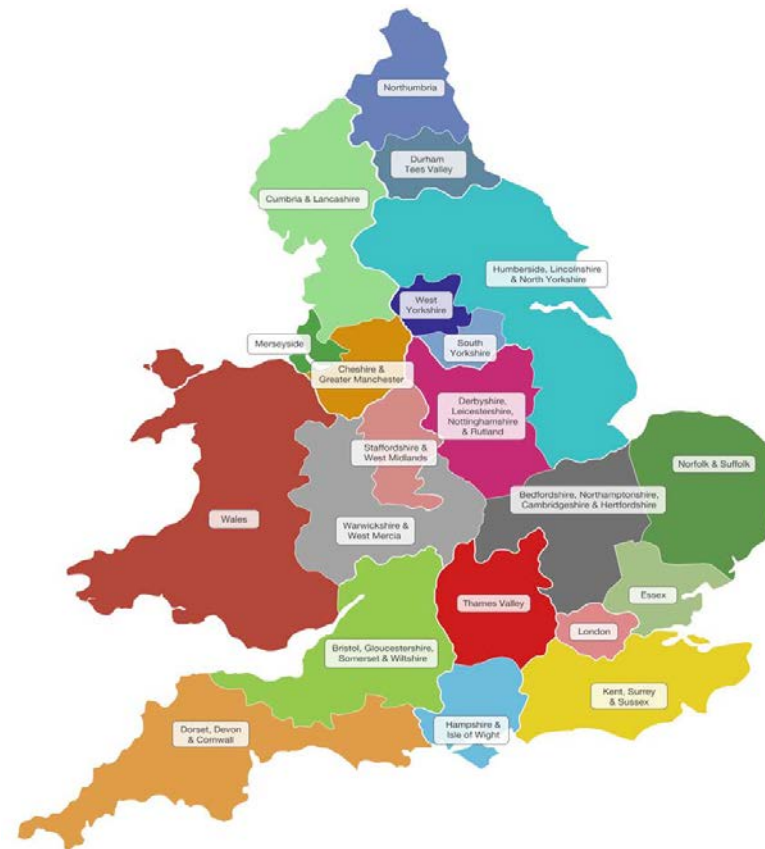 Northumbria
Durham
Tees Valley
Cumbria & Lancashire
Humberside, Lincolnshire
& North Yorkshire
West
Yorkshire
Merseyside
South
Yorkshire
Cheshire &
Greater Manchester
Derbyshire,
Leicestershire,
Nottinghamshire
& Rutland
Staffordshire &
West Midlands
Norfolk & Suffolk
Bedfordshire, Northamptonshire,
Cambridgeshire & Hertfordshire
Wales
Warwickshire &
West Mercia
Essex
Thames Valley
London
Bristol, Gloucestershire,
Somerset & Wiltshire
Kent, Surrey
& Sussex
Dorset, Devon
& Cornwall
Hampshire &
Isle of Wight